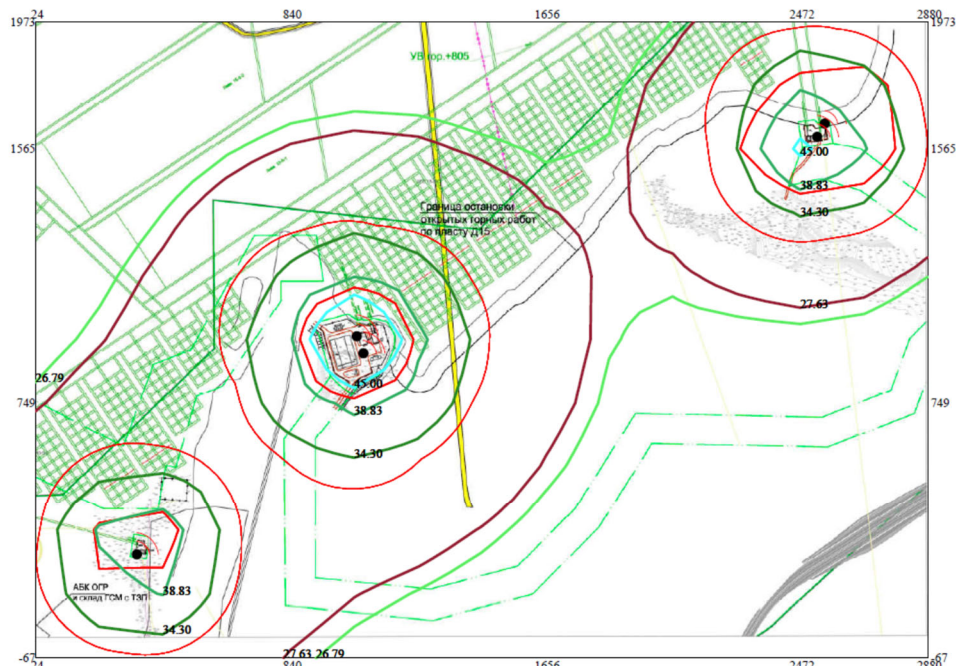 24 840 1656 2472 2880
1973 1973
УВ гор.+805
1565 1565
45.00
38.83
34.30
Граница остановки
открытых горных работ
по пласту Д15
27.63
26.79
45.00
749 749
38.83
34.30
АБК ОГР
и склад ГСМ с ТЗП
38.83
34.30
27.63 26.79
-67 -67
24 840 1656 2472 2880